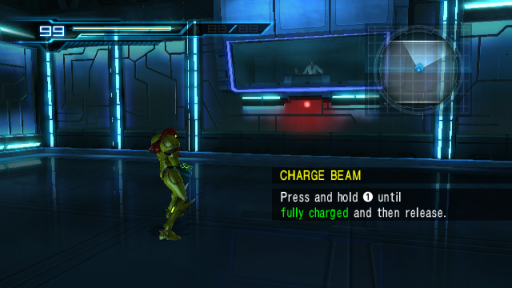 99
CHARGE BEAM
Press and hold ❶ until
fully charged and then release.